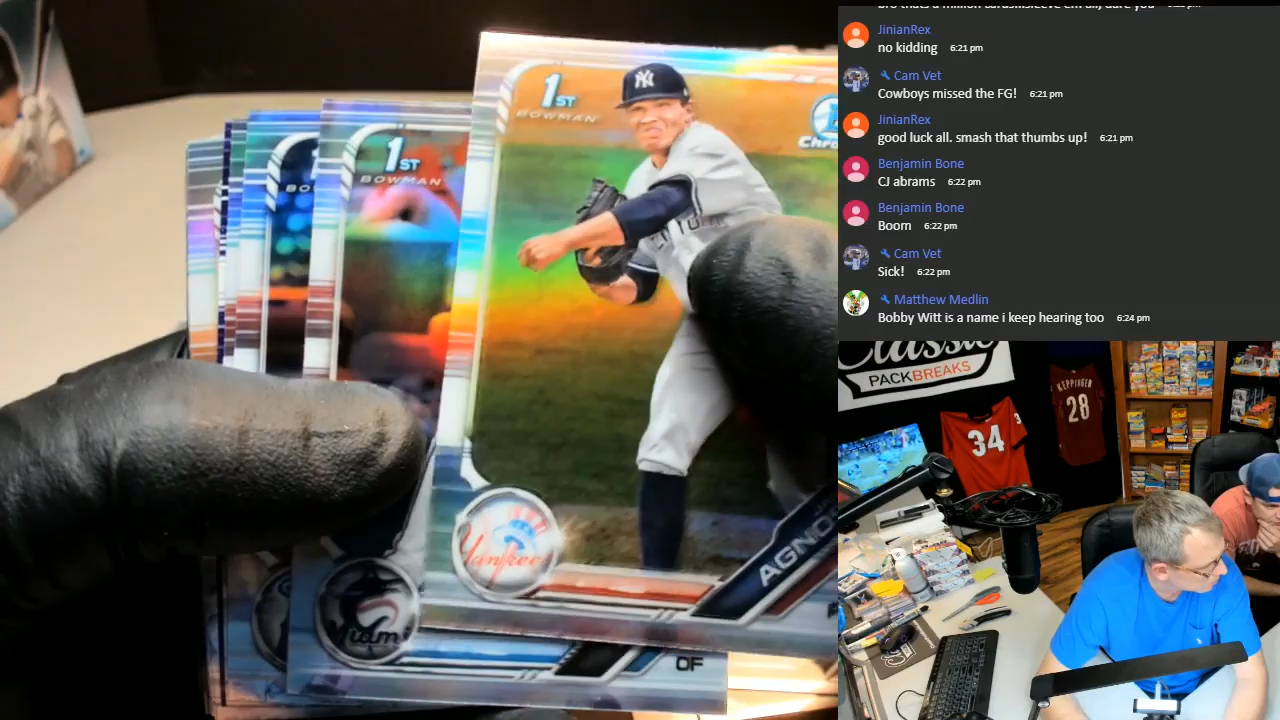 JinianRex
no kidding 6:21 pm
Cam Vet
Cowboys missed the FG! 6:21 pm
JinianRex
good luck all. smash that thumbs up! 6:21 pm
Benjamin Bone
CJ abrams 6:22 pm
Benjamin Bone
Boom 6:22 pm
Cam Vet
Sick! 6:22 pm
Matthew Medlin
Bobby Witt is a name i keep hearing too 6:24 pm
1ST
BOWMAN
NY
1ST
BOWMAN
Yankees
AGNO
OF
Classic
PACKBREAKS
34
KEPPINGER
28